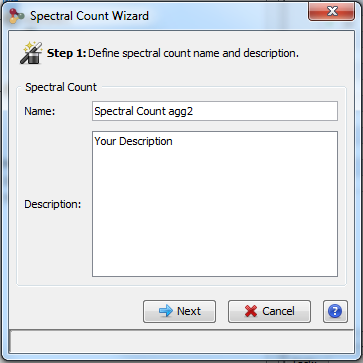 Spectral Count Wizard
Step 1: Define spectral count name and description.
Spectral Count
Name: Spectral Count agg2
Your Description
Description:
Next Cancel ?